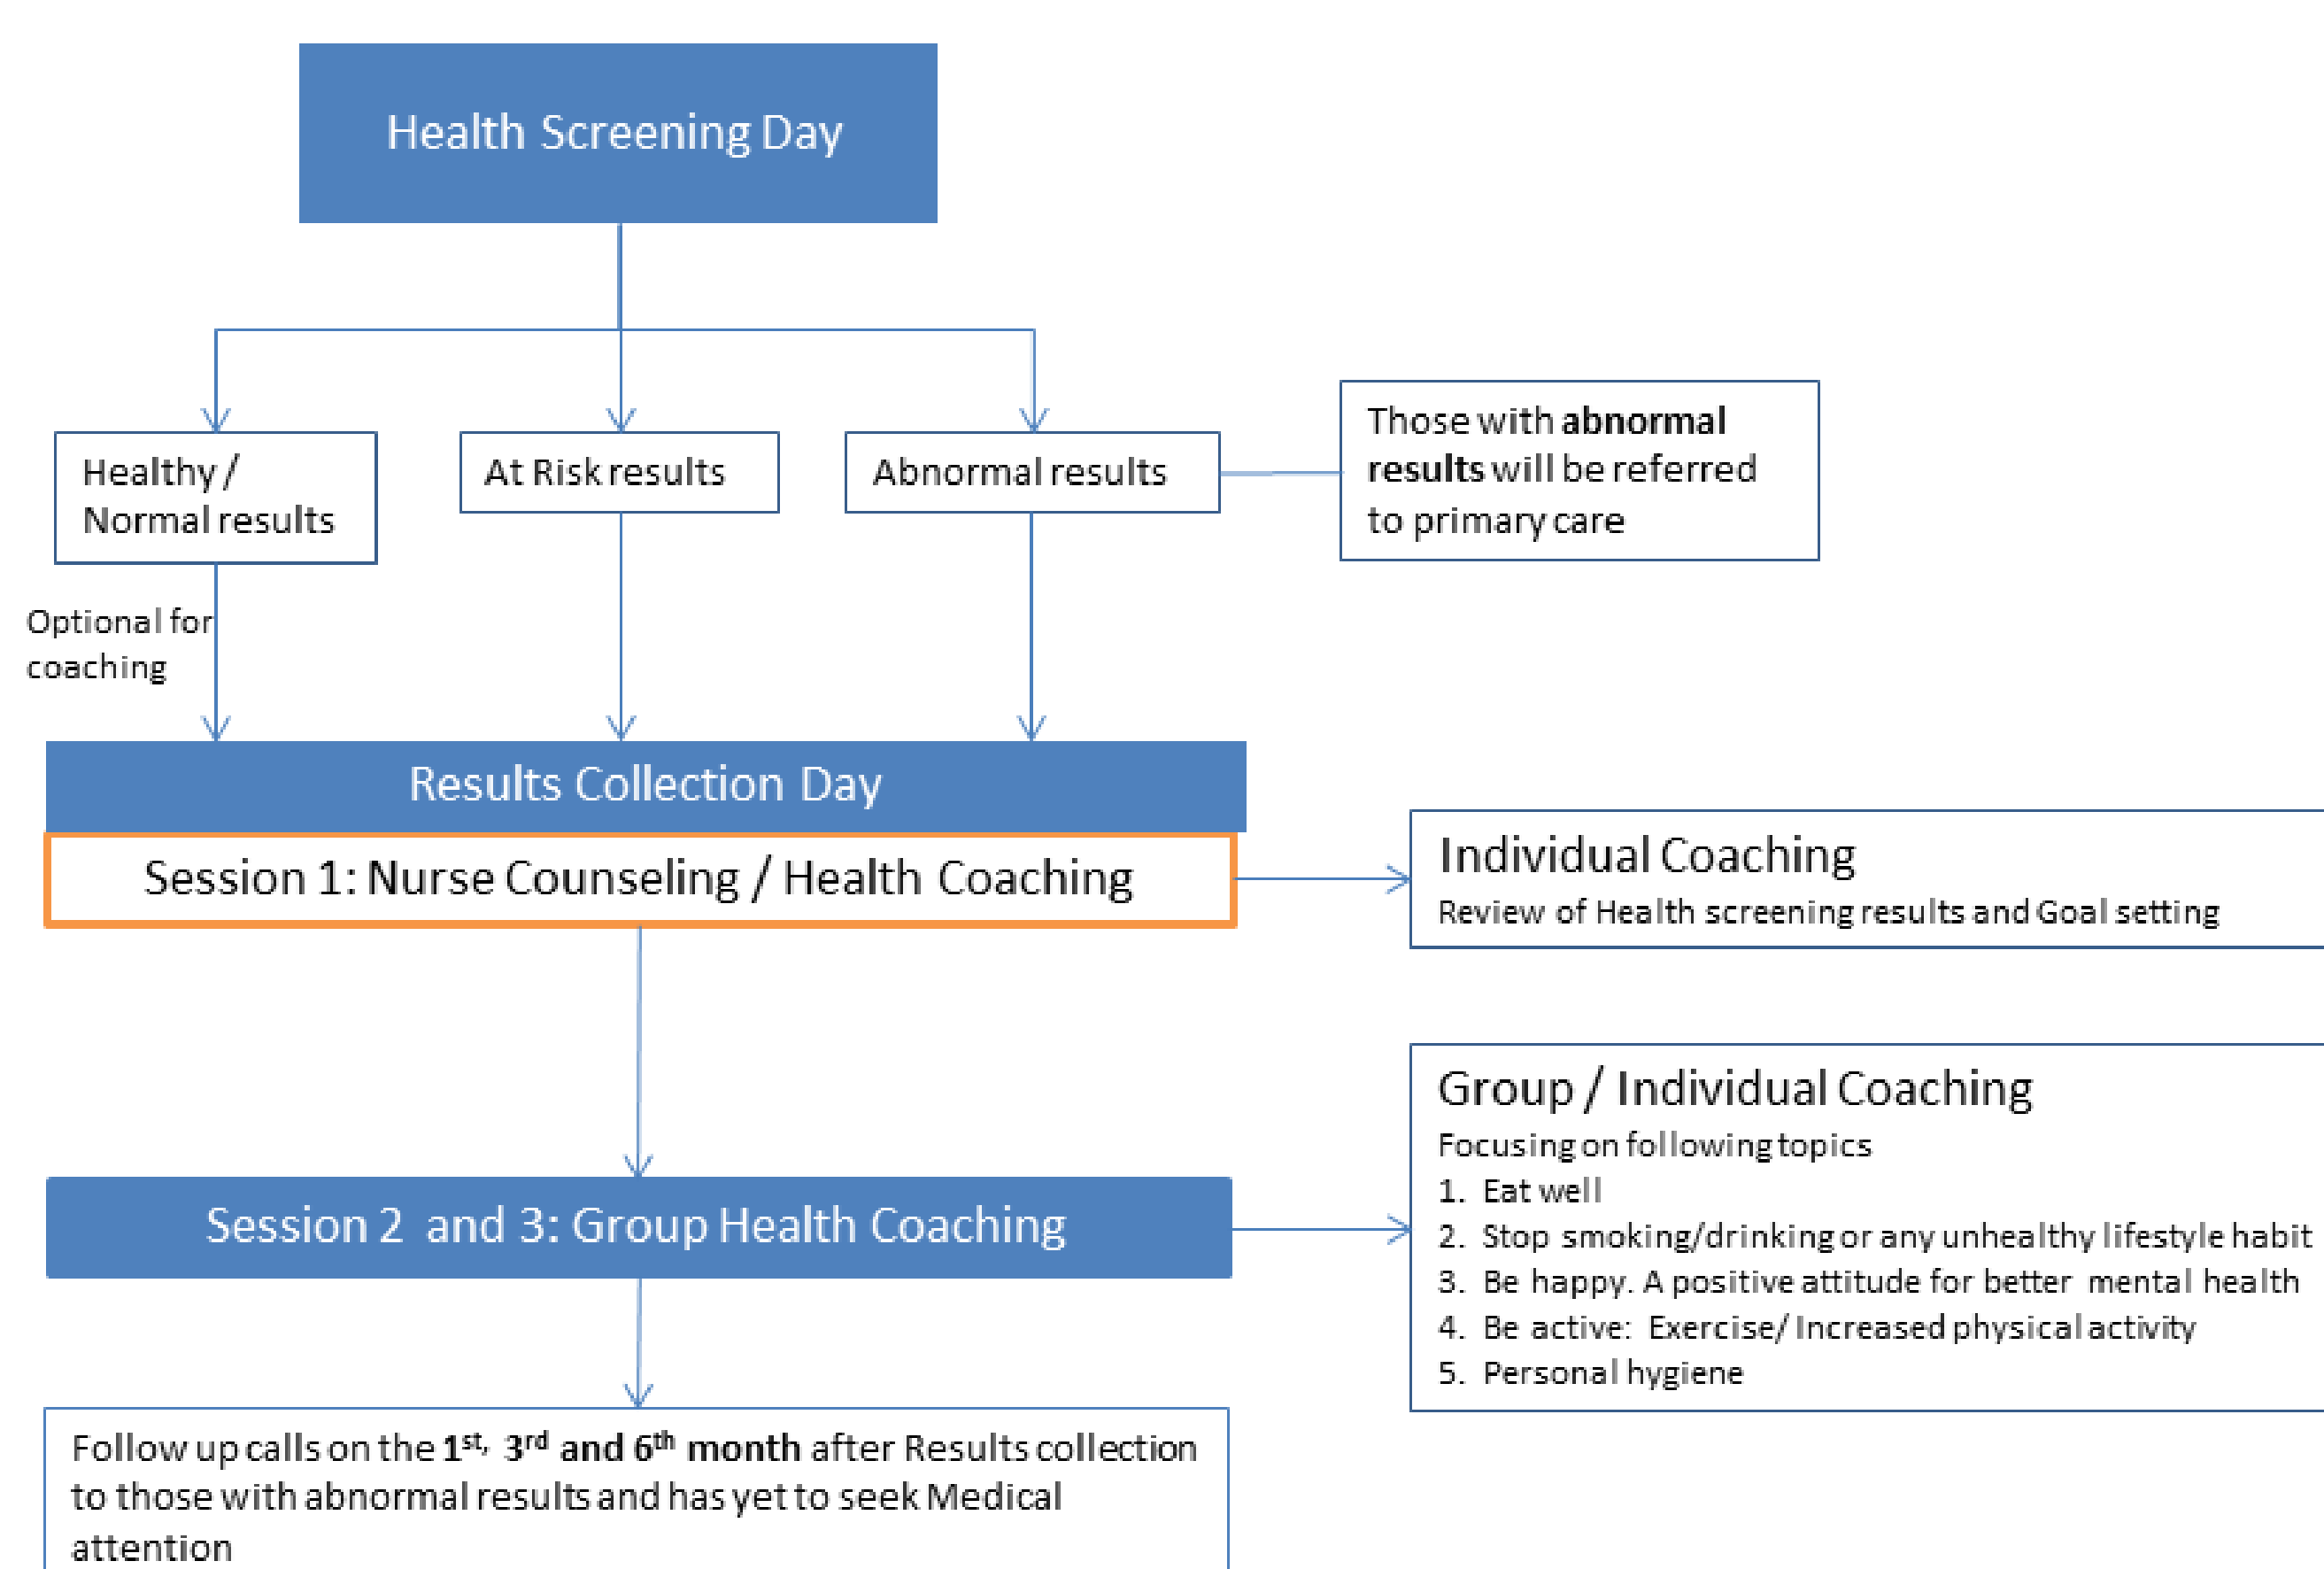 Health Screening Day
Healthy /
Normal results
At Risk results
Abnormal results
Those with abnormal
results will be referred
to primary care
Optional for
coaching
Results Collection Day
Session 1: Nurse Counseling / Health Coaching
Individual Coaching
Review of Health screening results and Goal setting
Session 2 and 3: Group Health Coaching
Group / Individual Coaching
Focusing on following topics
1. Eat well
2. Stop smoking/drinking or any unhealthy lifestyle habit
3. Be happy. A positive attitude for better mental health
4. Be active: Exercise/ Increased physical activity
5. Personal hygiene
Follow up calls on the 1st, 3rd and 6th month after Results collection
to those with abnormal results and has yet to seek Medical
attention